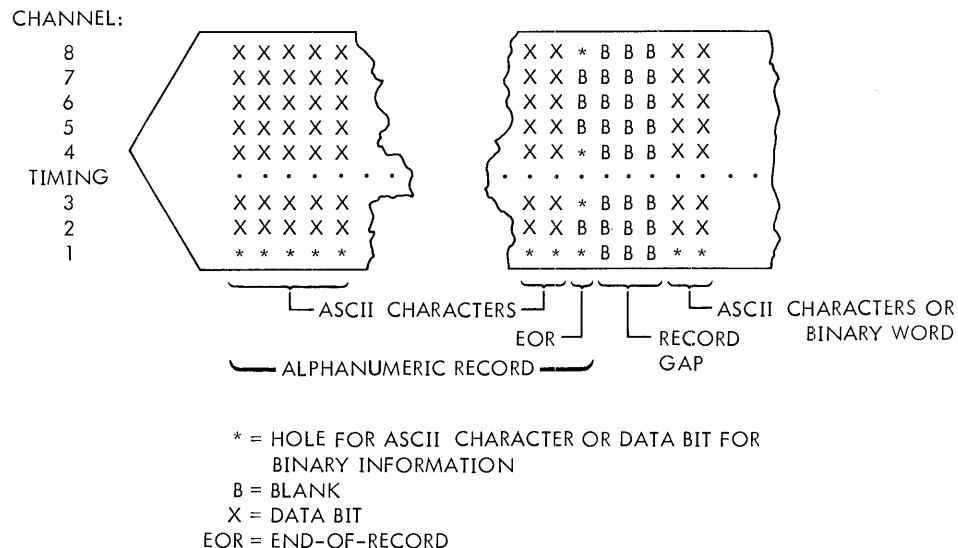 CHANNEL:
8 X X X X X X X * B B B X X
7 X X X X X X X B B B B X X
6 X X X X X X X B B B B X X
5 X X X X X X X B B B B X X
4 X X X X X X X * B B B X X
TIMING . . . . . . . . . . . . . . . . . .
3 X X X X X X X * B B B X X
2 X X X X X X X B B B B X X
1 * * * * * * * * B B B * *
ASCII CHARACTERS
ASCII CHARACTERS OR
BINARY WORD
EOR
RECORD
GAP
ALPHANUMERIC RECORD
* = HOLE FOR ASCII CHARACTER OR DATA BIT FOR
BINARY INFORMATION
B = BLANK
X = DATA BIT
EOR = END-OF-RECORD